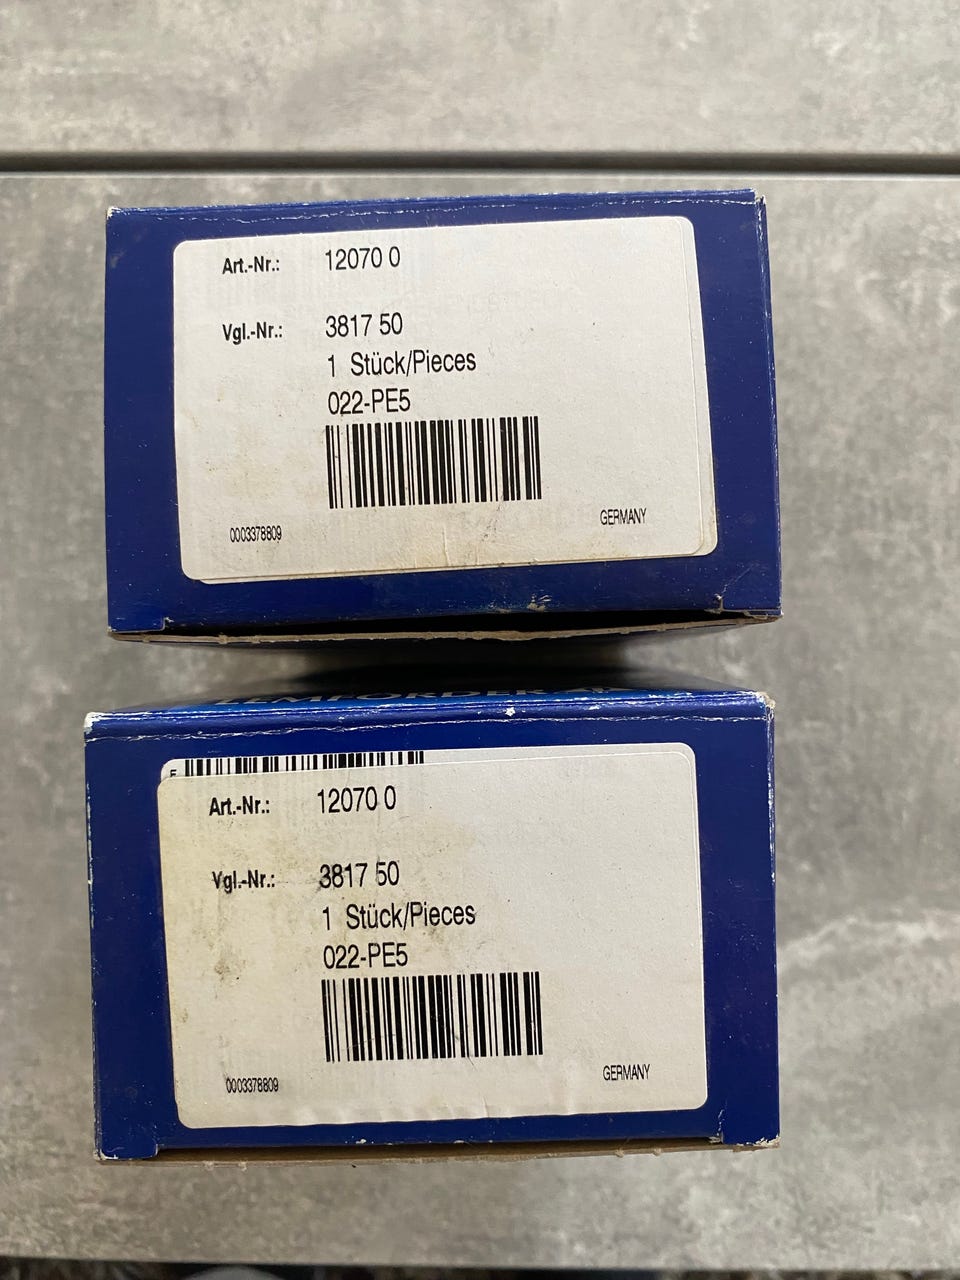 Art.-Nr.: 12070 0
Vgl.-Nr.: 3817 50
1 Stück/Pieces
022-PE5
0003378809 GERMANY
LEMFÖRDER
Art.-Nr.: 12070 0
Vgl.-Nr.: 3817 50
1 Stück/Pieces
022-PE5
0003378809 GERMANY